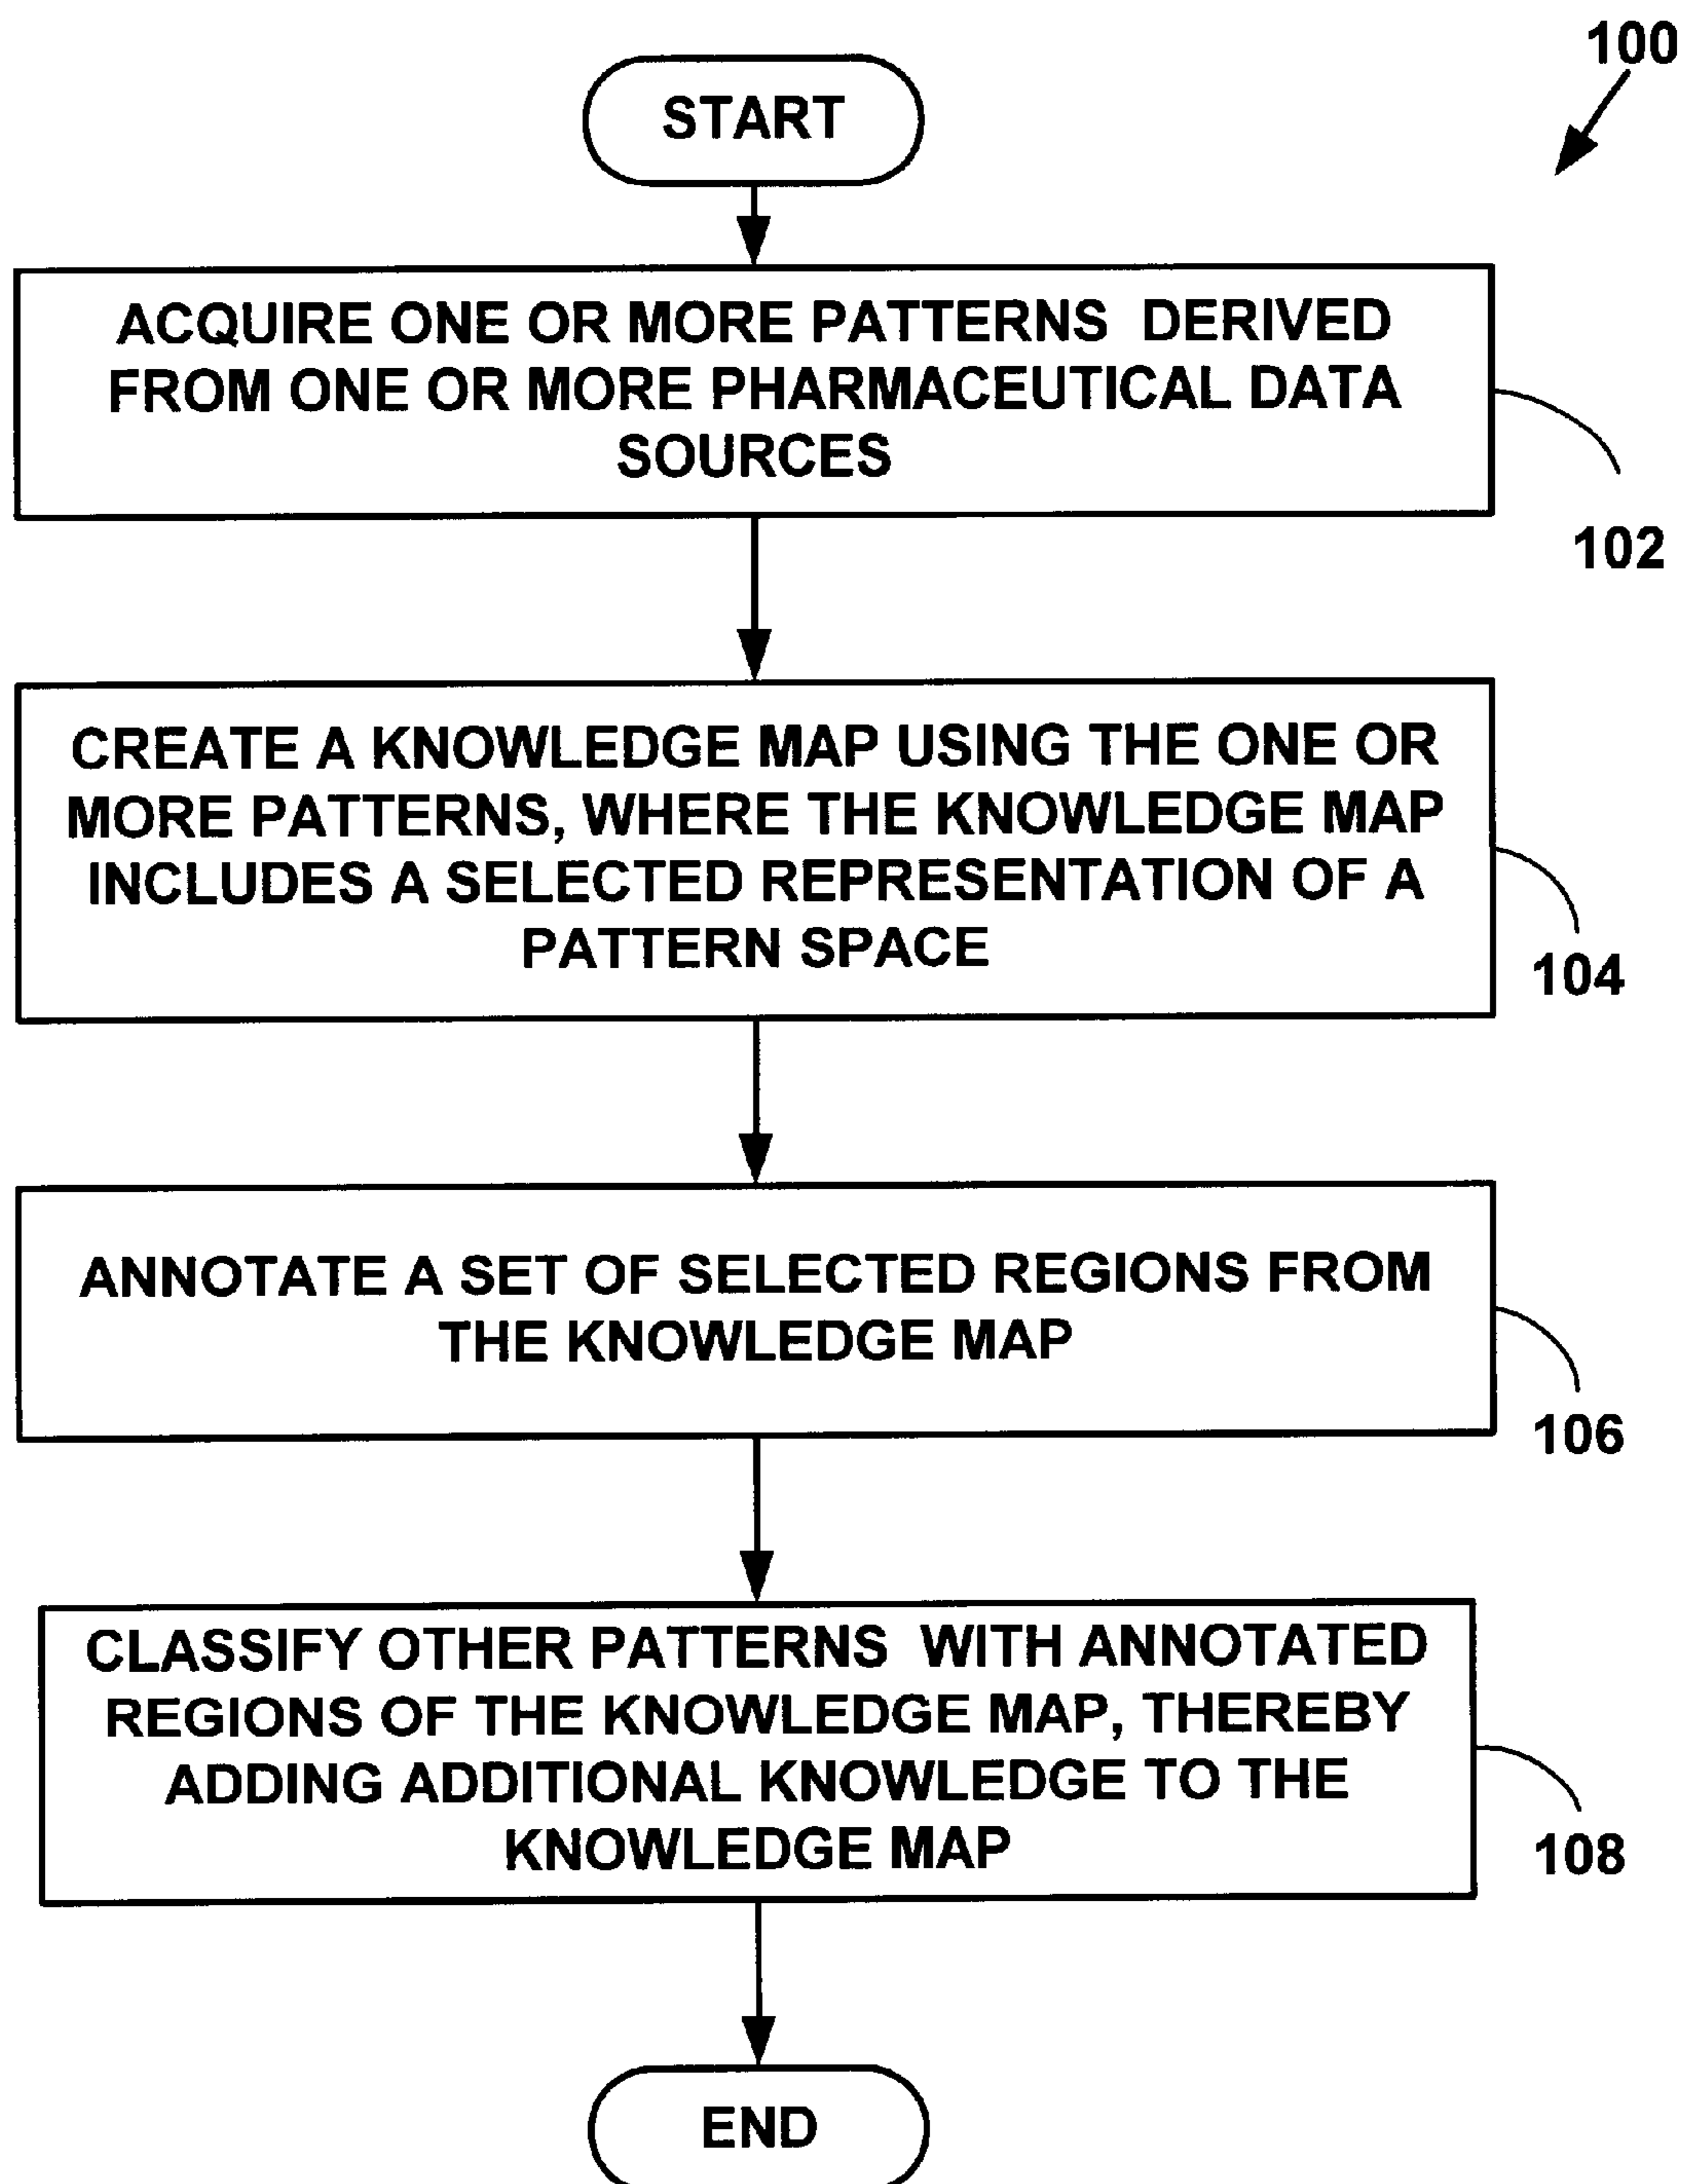 100
START
ACQUIRE ONE OR MORE PATTERNS DERIVED
FROM ONE OR MORE PHARMACEUTICAL DATA
SOURCES
102
CREATE A KNOWLEDGE MAP USING THE ONE OR
MORE PATTERNS, WHERE THE KNOWLEDGE MAP
INCLUDES A SELECTED REPRESENTATION OF A
PATTERN SPACE
104
ANNOTATE A SET OF SELECTED REGIONS FROM
THE KNOWLEDGE MAP
106
CLASSIFY OTHER PATTERNS WITH ANNOTATED
REGIONS OF THE KNOWLEDGE MAP, THEREBY
ADDING ADDITIONAL KNOWLEDGE TO THE
KNOWLEDGE MAP
108
END